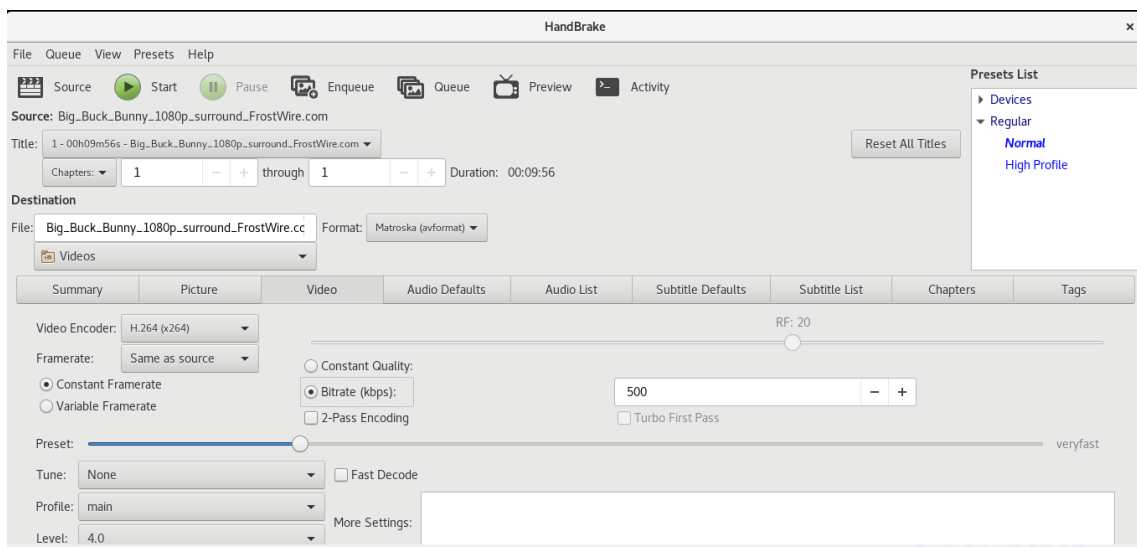 HandBrake ×
File Queue View Presets Help
Source Start Pause Enqueue Queue Preview Activity
Presets List
Devices
Regular
Normal
High Profile
Source: Big_Buck_Bunny_1080p_surround_FrostWire.com
Title: 1 - 00h09m56s - Big_Buck_Bunny_1080p_surround_FrostWire.com Reset All Titles
Chapters: 1 − + through 1 − + Duration: 00:09:56
Destination
File: Big_Buck_Bunny_1080p_surround_FrostWire.cc Format: Matroska (avformat)
Videos
Summary Picture Video Audio Defaults Audio List Subtitle Defaults Subtitle List Chapters Tags
Video Encoder: H.264 (x264) RF: 20
Framerate: Same as source
Constant Quality:
Constant Framerate
Bitrate (kbps): 500 − +
Variable Framerate
2-Pass Encoding Turbo First Pass
Preset: veryfast
Tune: None Fast Decode
Profile: main
More Settings:
Level: 4.0